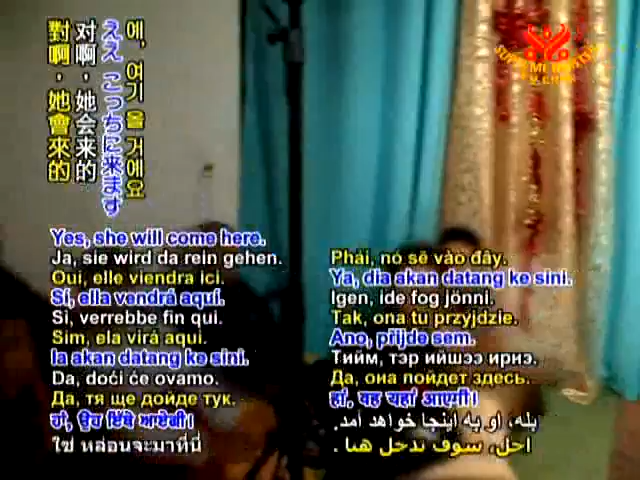 對啊，她會來的
对啊，她会来的
ええ こっちに来ます
예, 여기 올 거예요
SUPREME MASTER
Yes, she will come here.
Ja, sie wird da rein gehen.
Oui, elle viendra ici.
Sí, ella vendrá aquí.
Sì, verrebbe fin qui.
Sim, ela virá aqui.
Ia akan datang ke sini.
Da, doći će ovamo.
Да, тя ще дойде тук.
ਹਾਂ, ਉਹ ਇੱਥੇ ਆਏਗੀ।
ใช่ หล่อนจะมาที่นี่
Phải, nó sẽ vào đây.
Ya, dia akan datang ke sini.
Igen, ide fog jönni.
Tak, ona tu przyjdzie.
Ano, přijde sem.
Тийм, тэр ийшээ ирнэ.
Да, она пойдет здесь.
हां, वह यहां आएगी।
بله، او به اینجا خواهد آمد.
اجل، سوف تدخل هنا .